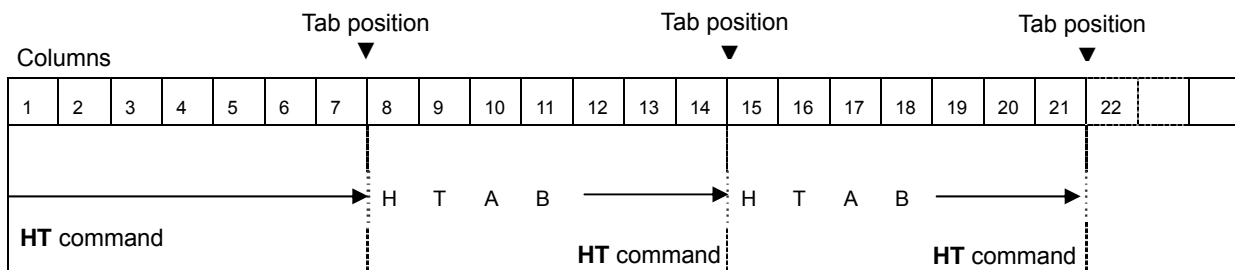 Tab position Tab position Tab position
Columns
1 2 3 4 5 6 7 8 9 10 11 12 13 14 15 16 17 18 19 20 21 22
H T A B H T A B
HT command HT command HT command